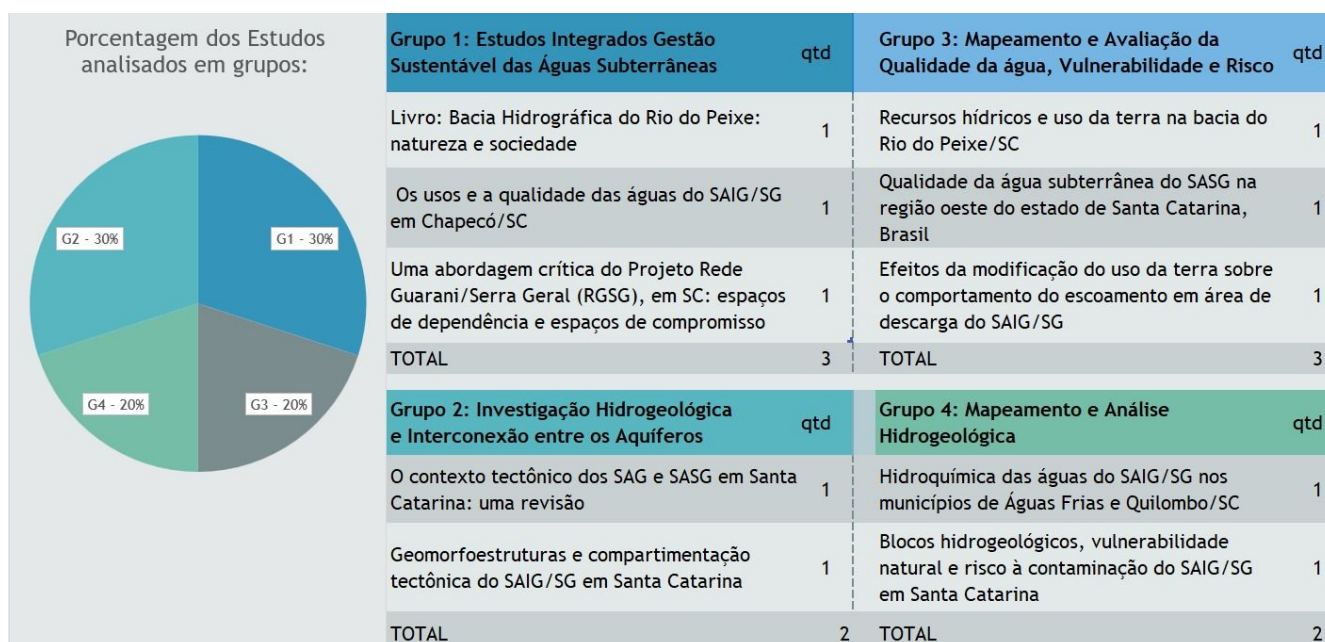 Porcentagem dos Estudos
analisados em grupos:
G2 - 30%
G1 - 30%
G4 - 20%
G3 - 20%
Grupo 1: Estudos Integrados Gestão
Sustentável das Águas Subterrâneas
qtd
Livro: Bacia Hidrográfica do Rio do Peixe:
natureza e sociedade
1
Os usos e a qualidade das águas do SAIG/SG
em Chapecó/SC
1
Uma abordagem crítica do Projeto Rede
Guarani/Serra Geral (RGSG), em SC: espaços
de dependência e espaços de compromisso
1
TOTAL 3
Grupo 3: Mapeamento e Avaliação da
Qualidade da água, Vulnerabilidade e Risco
qtd
Recursos hídricos e uso da terra na bacia do
Rio do Peixe/SC
1
Qualidade da água subterrânea do SASG na
região oeste do estado de Santa Catarina,
Brasil
1
Efeitos da modificação do uso da terra sobre
o comportamento do escoamento em área de
descarga do SAIG/SG
1
TOTAL 3
Grupo 2: Investigação Hidrogeológica
e Interconexão entre os Aquíferos
qtd
O contexto tectônico dos SAG e SASG em Santa
Catarina: uma revisão
1
Geomorfoestruturas e compartimentação
tectônica do SAIG/SG em Santa Catarina
1
TOTAL 2
Grupo 4: Mapeamento e Análise
Hidrogeológica
qtd
Hidroquímica das águas do SAIG/SG nos
municípios de Águas Frias e Quilombo/SC
1
Blocos hidrogeológicos, vulnerabilidade
natural e risco à contaminação do SAIG/SG
em Santa Catarina
1
TOTAL 2